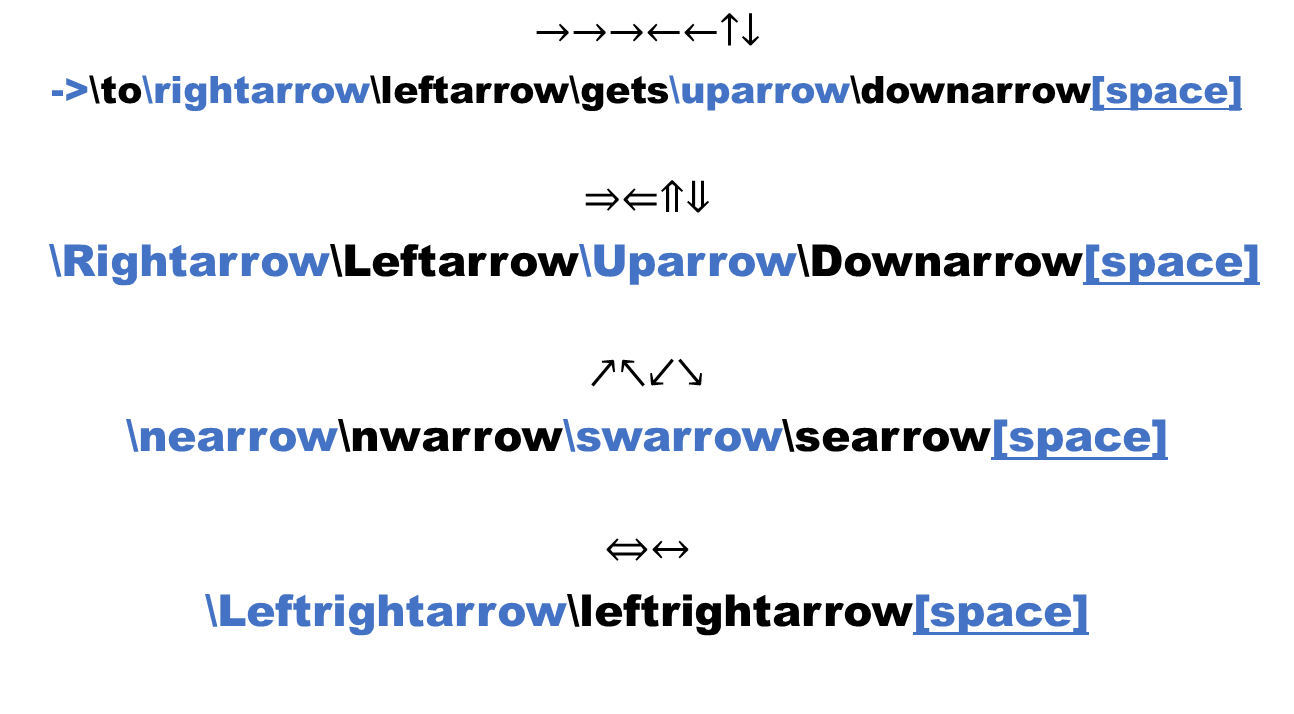 →→→←←↑↓
->\to\rightarrow\leftarrow\gets\uparrow\downarrow[space]
⇒⇐⇑⇓
\Rightarrow\Leftarrow\Uparrow\Downarrow[space]
↗↖↙↘
\nearrow\nwarrow\swarrow\searrow[space]
⇔↔
\Leftrightarrow\leftrightarrow[space]